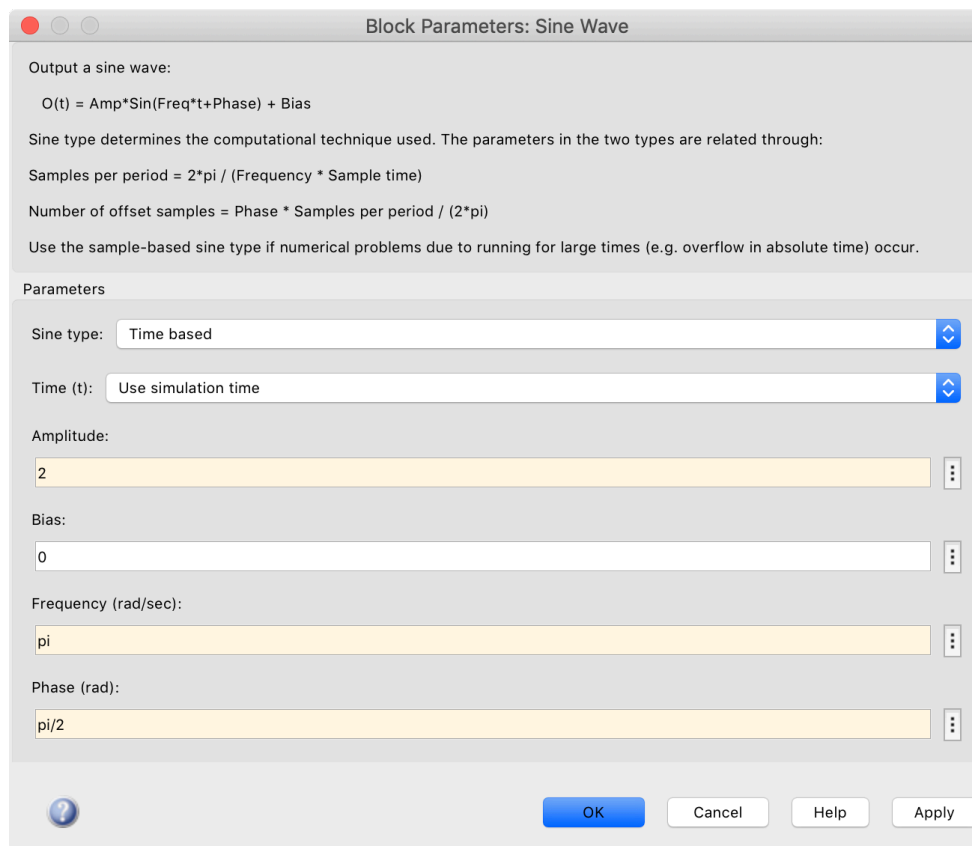 Block Parameters: Sine Wave
Output a sine wave:
O(t) = Amp*Sin(Freq*t+Phase) + Bias
Sine type determines the computational technique used. The parameters in the two types are related through:
Samples per period = 2*pi / (Frequency * Sample time)
Number of offset samples = Phase * Samples per period / (2*pi)
Use the sample-based sine type if numerical problems due to running for large times (e.g. overflow in absolute time) occur.
Parameters
Sine type: Time based
Time (t): Use simulation time
Amplitude:
2
Bias:
0
Frequency (rad/sec):
pi
Phase (rad):
pi/2
? OK Cancel Help Apply